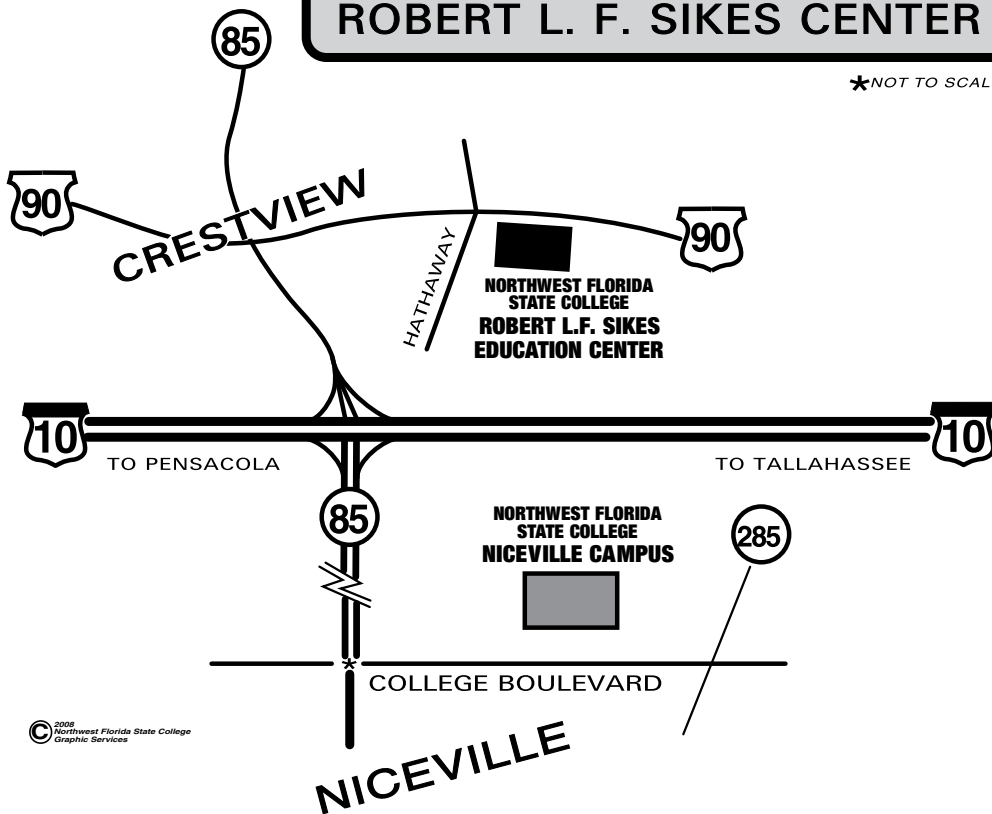 ROBERT L. F. SIKES CENTER
85
*NOT TO SCAL
90
CRESTVIEW
90
HATHAWAY
NORTHWEST FLORIDA
STATE COLLEGE
ROBERT L.F. SIKES
EDUCATION CENTER
10
10
TO PENSACOLA
TO TALLAHASSEE
85
NORTHWEST FLORIDA
STATE COLLEGE
NICEVILLE CAMPUS
285
*
COLLEGE BOULEVARD
© 2008
Northwest Florida State College
Graphic Services
NICEVILLE